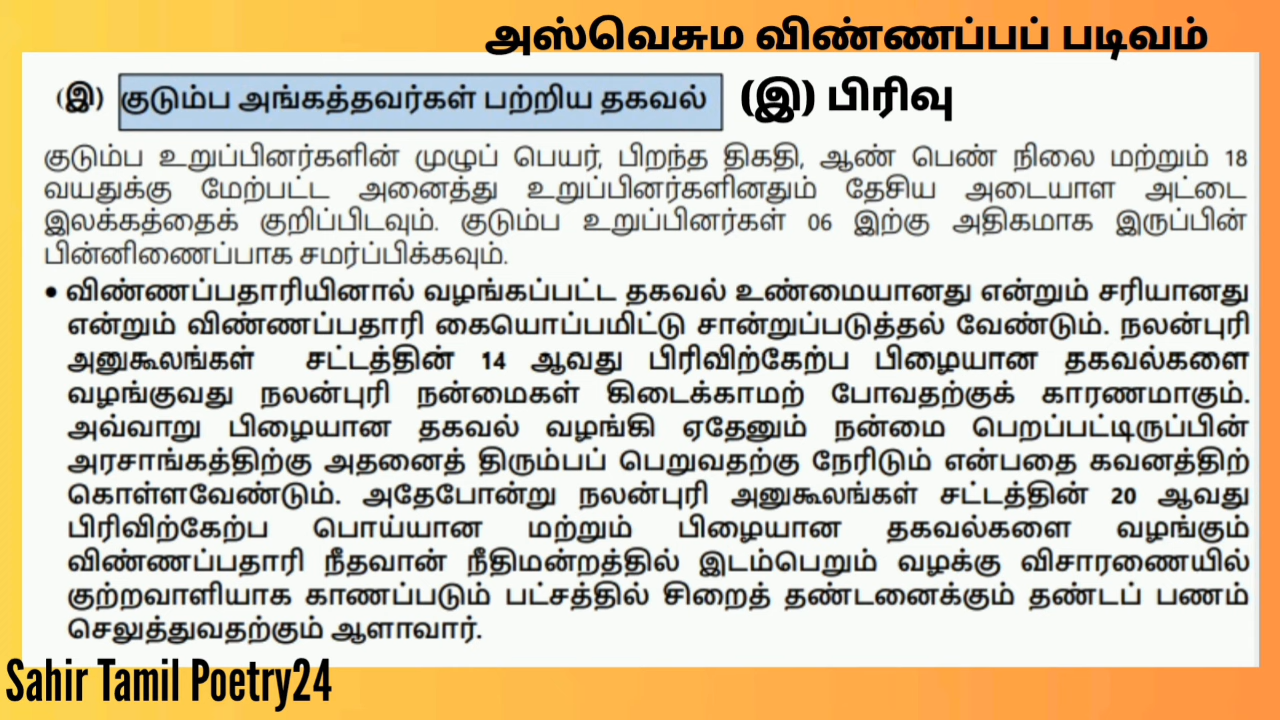 அஸ்வெசும விண்ணப்பப் படிவம்
(இ) குடும்ப அங்கத்தவர்கள் பற்றிய தகவல் (இ) பிரிவு
குடும்ப உறுப்பினர்களின் முழுப் பெயர், பிறந்த திகதி, ஆண் பெண் நிலை மற்றும் 18
வயதுக்கு மேற்பட்ட அனைத்து உறுப்பினர்களினதும் தேசிய அடையாள அட்டை
இலக்கத்தைக் குறிப்பிடவும். குடும்ப உறுப்பினர்கள் 06 இற்கு அதிகமாக இருப்பின்
பின்னிணைப்பாக சமர்ப்பிக்கவும்.
• விண்ணப்பதாரியினால் வழங்கப்பட்ட தகவல் உண்மையானது என்றும் சரியானது
என்றும் விண்ணப்பதாரி கையொப்பமிட்டு சான்றுப்படுத்தல் வேண்டும். நலன்புரி
அனுகூலங்கள் சட்டத்தின் 14 ஆவது பிரிவிற்கேற்ப பிழையான தகவல்களை
வழங்குவது நலன்புரி நன்மைகள் கிடைக்காமற் போவதற்குக் காரணமாகும்.
அவ்வாறு பிழையான தகவல் வழங்கி ஏதேனும் நன்மை பெறப்பட்டிருப்பின்
அரசாங்கத்திற்கு அதனைத் திரும்பப் பெறுவதற்கு நேரிடும் என்பதை கவனத்திற்
கொள்ளவேண்டும். அதேபோன்று நலன்புரி அனுகூலங்கள் சட்டத்தின் 20 ஆவது
பிரிவிற்கேற்ப பொய்யான மற்றும் பிழையான தகவல்களை வழங்கும்
விண்ணப்பதாரி நீதவான் நீதிமன்றத்தில் இடம்பெறும் வழக்கு விசாரணையில்
குற்றவாளியாக காணப்படும் பட்சத்தில் சிறைத் தண்டனைக்கும் தண்டப் பணம்
செலுத்துவதற்கும் ஆளாவார்.
Sahir Tamil Poetry24